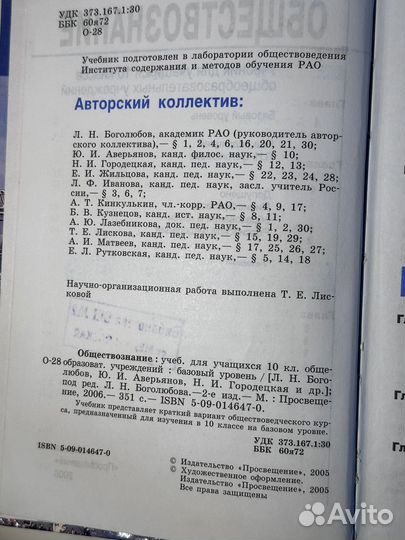 УДК 373.167.1:30
ББК 60я72
О-28
ОБЩЕСТВОЗНАНИЕ
Учебник подготовлен в лаборатории обществоведения
Института содержания и методов обучения РАО
Авторский коллектив:
Л. Н. Боголюбов, академик РАО (руководитель автор-
ского коллектива),— § 1, 2, 4, 6, 16, 20, 21, 30;
Ю. И. Аверьянов, канд. филос. наук,— § 10;
Н. И. Городецкая, канд. пед. наук,— § 12, 13;
Е. И. Жильцова, канд. пед. наук,— § 22, 23, 24, 28;
Л. Ф. Иванова, канд. пед. наук, засл. учитель Рос-
сии,— § 3, 6, 7;
А. Т. Кинкулькин, чл.-корр. РАО,— § 4, 9, 17;
Б. В. Кузнецов, канд. ист. наук,— § 8, 11;
А. Ю. Лазебникова, док. пед. наук,— § 1, 2, 30;
Т. Е. Лискова, канд. пед. наук,— § 15, 19, 29;
А. И. Матвеев, канд. пед. наук,— § 17, 25, 26, 27;
Е. Л. Рутковская, канд. пед. наук,— § 5, 14, 18
Научно-организационная работа выполнена Т. Е. Лис-
ковой
Обществознание : учеб. для учащихся 10 кл. обще-
О-28 образоват. учреждений : базовый уровень / [Л. Н. Бого-
любов, Ю. И. Аверьянов, Н. И. Городецкая и др.];
под ред. Л. Н. Боголюбова.—2-е изд.— М. : Просвеще-
ние, 2006.— 351 с.— ISBN 5-09-014647-0.
Учебник представляет краткий вариант обществоведческого кур-
са, предназначенный для изучения в 10 классе на базовом уровне.
УДК 373.167.1:30
ББК 60я72
ISBN 5-09-014647-0
© Издательство «Просвещение», 2005
© Художественное оформление.
Издательство «Просвещение», 2005
Все права защищены
Гл
Гл
Гл
Avito